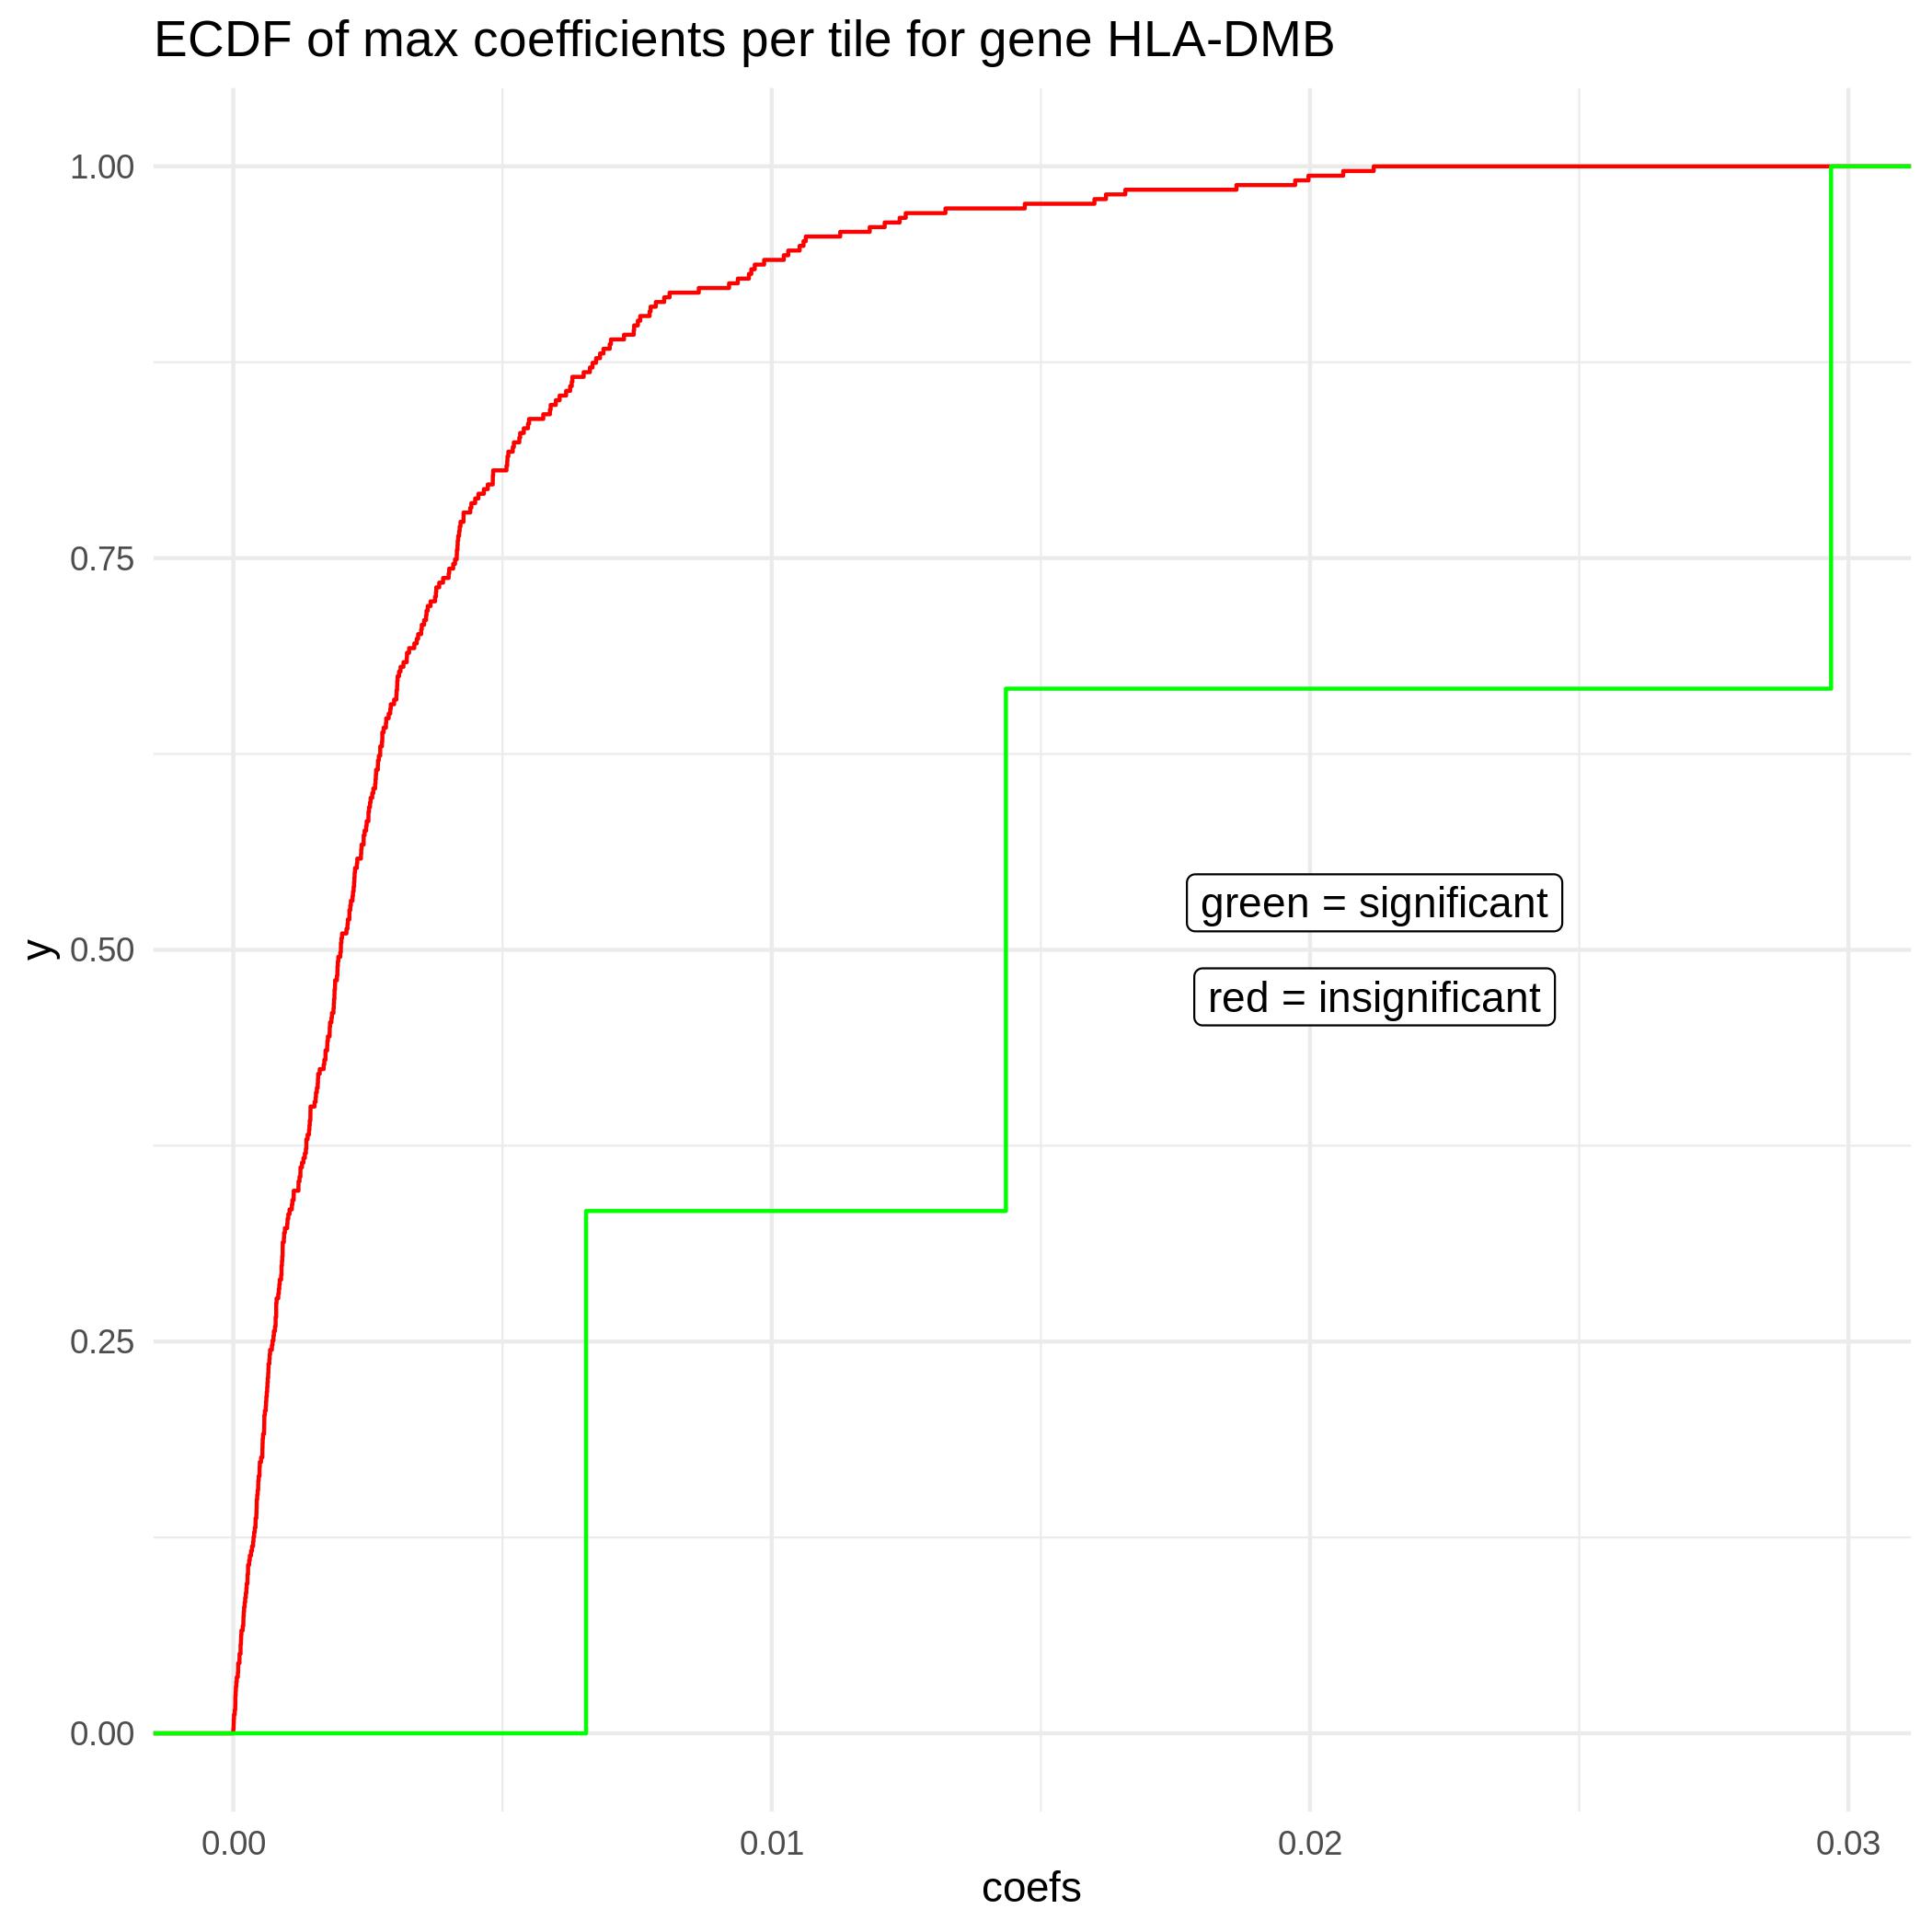 ECDF of max coefficients per tile for gene HLA-DMB
1.00
0.75
0.50
0.25
0.00
y
green = significant
red = insignificant
0.00 0.01 0.02 0.03
coefs